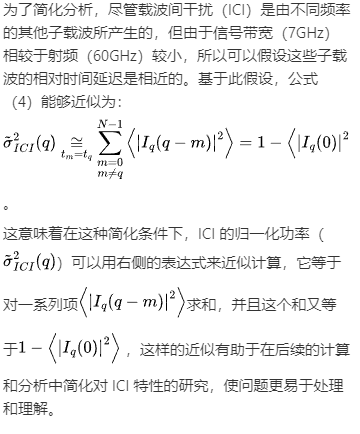 为了简化分析，尽管载波间干扰（ICI）是由不同频率
的其他子载波所产生的，但由于信号带宽（7GHz）
相较于射频（60GHz）较小，所以可以假设这些子载
波的相对时间延迟是相近的。基于此假设，公式
（4）能够近似为：
$\tilde{\sigma}_{ICI}^{2}(q) \underset{t_m=t_q}{\cong} \sum_{\substack{m=0 \\ m\neq q}}^{N-1} \left\langle |I_q(q-m)|^2 \right\rangle = 1 - \left\langle |I_q(0)|^2$
。
这意味着在这种简化条件下，ICI 的归一化功率（
$\tilde{\sigma}_{ICI}^{2}(q)$）可以用右侧的表达式来近似计算，它等于
对一系列项$\left\langle |I_q(q-m)|^2 \right\rangle$求和，并且这个和又等
于$1 - \left\langle |I_q(0)|^2 \right\rangle$，这样的近似有助于在后续的计算
和分析中简化对 ICI 特性的研究，使问题更易于处理
和理解。